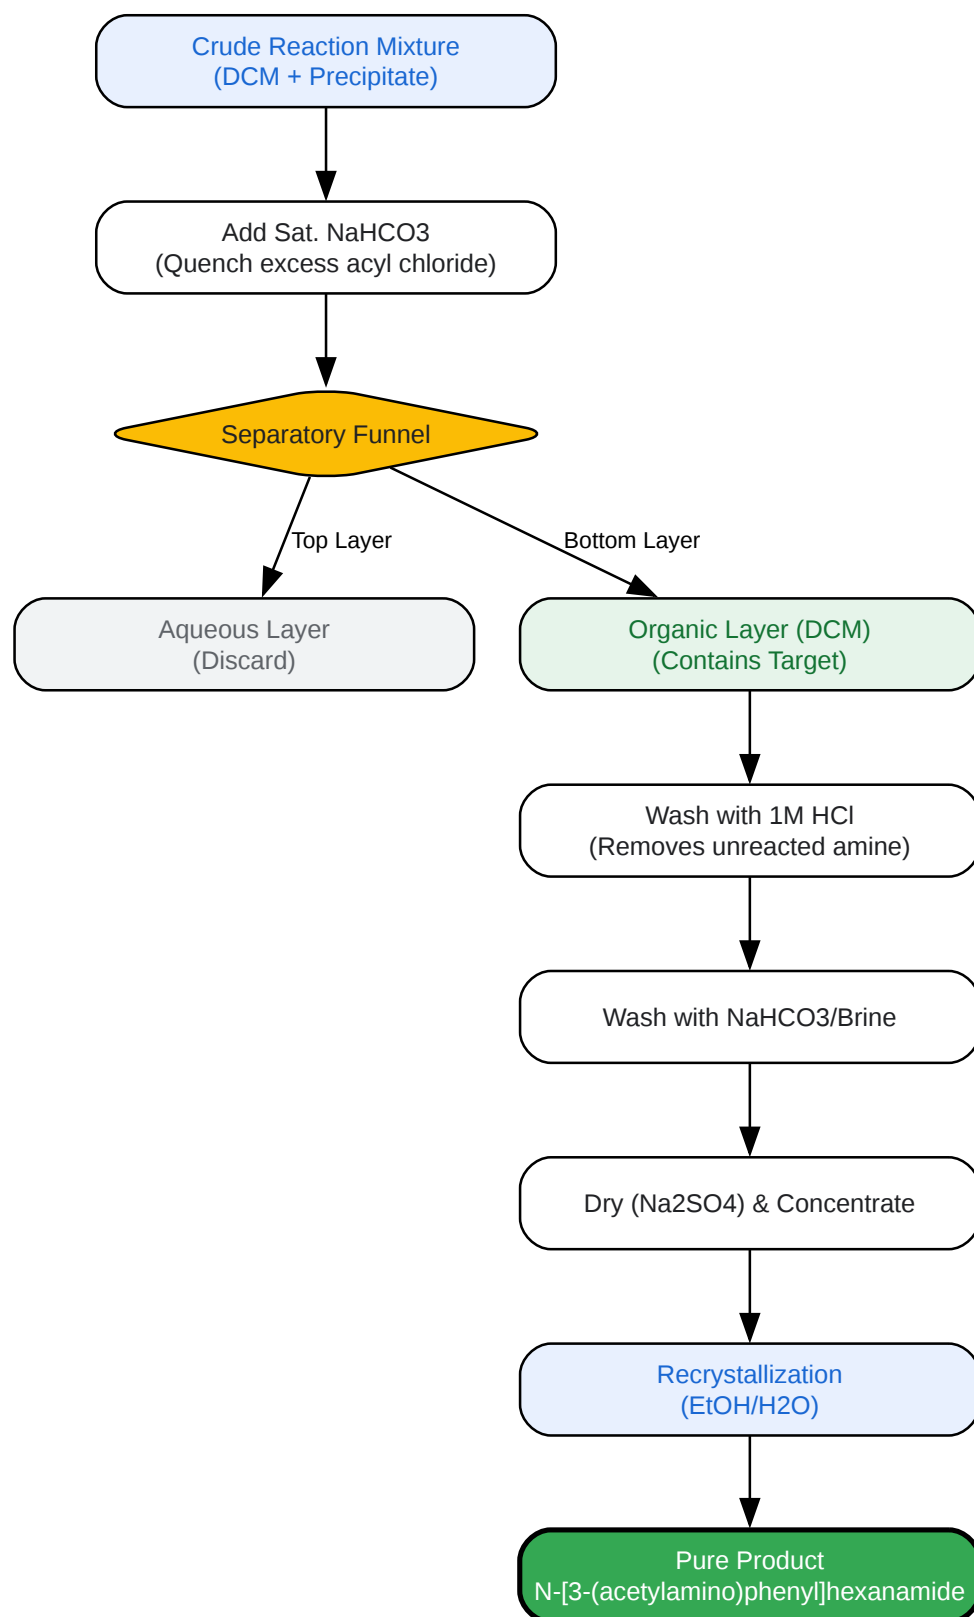 Crude Reaction Mixture
(DCM + Precipitate)
Add Sat. NaHCO3
(Quench excess acyl chloride)
Separatory Funnel
Top Layer
Bottom Layer
Aqueous Layer
(Discard)
Organic Layer (DCM)
(Contains Target)
Wash with 1M HCl
(Removes unreacted amine)
Wash with NaHCO3/Brine
Dry (Na2SO4) & Concentrate
Recrystallization
(EtOH/H2O)
Pure Product
N-[3-(acetylamino)phenyl]hexanamide